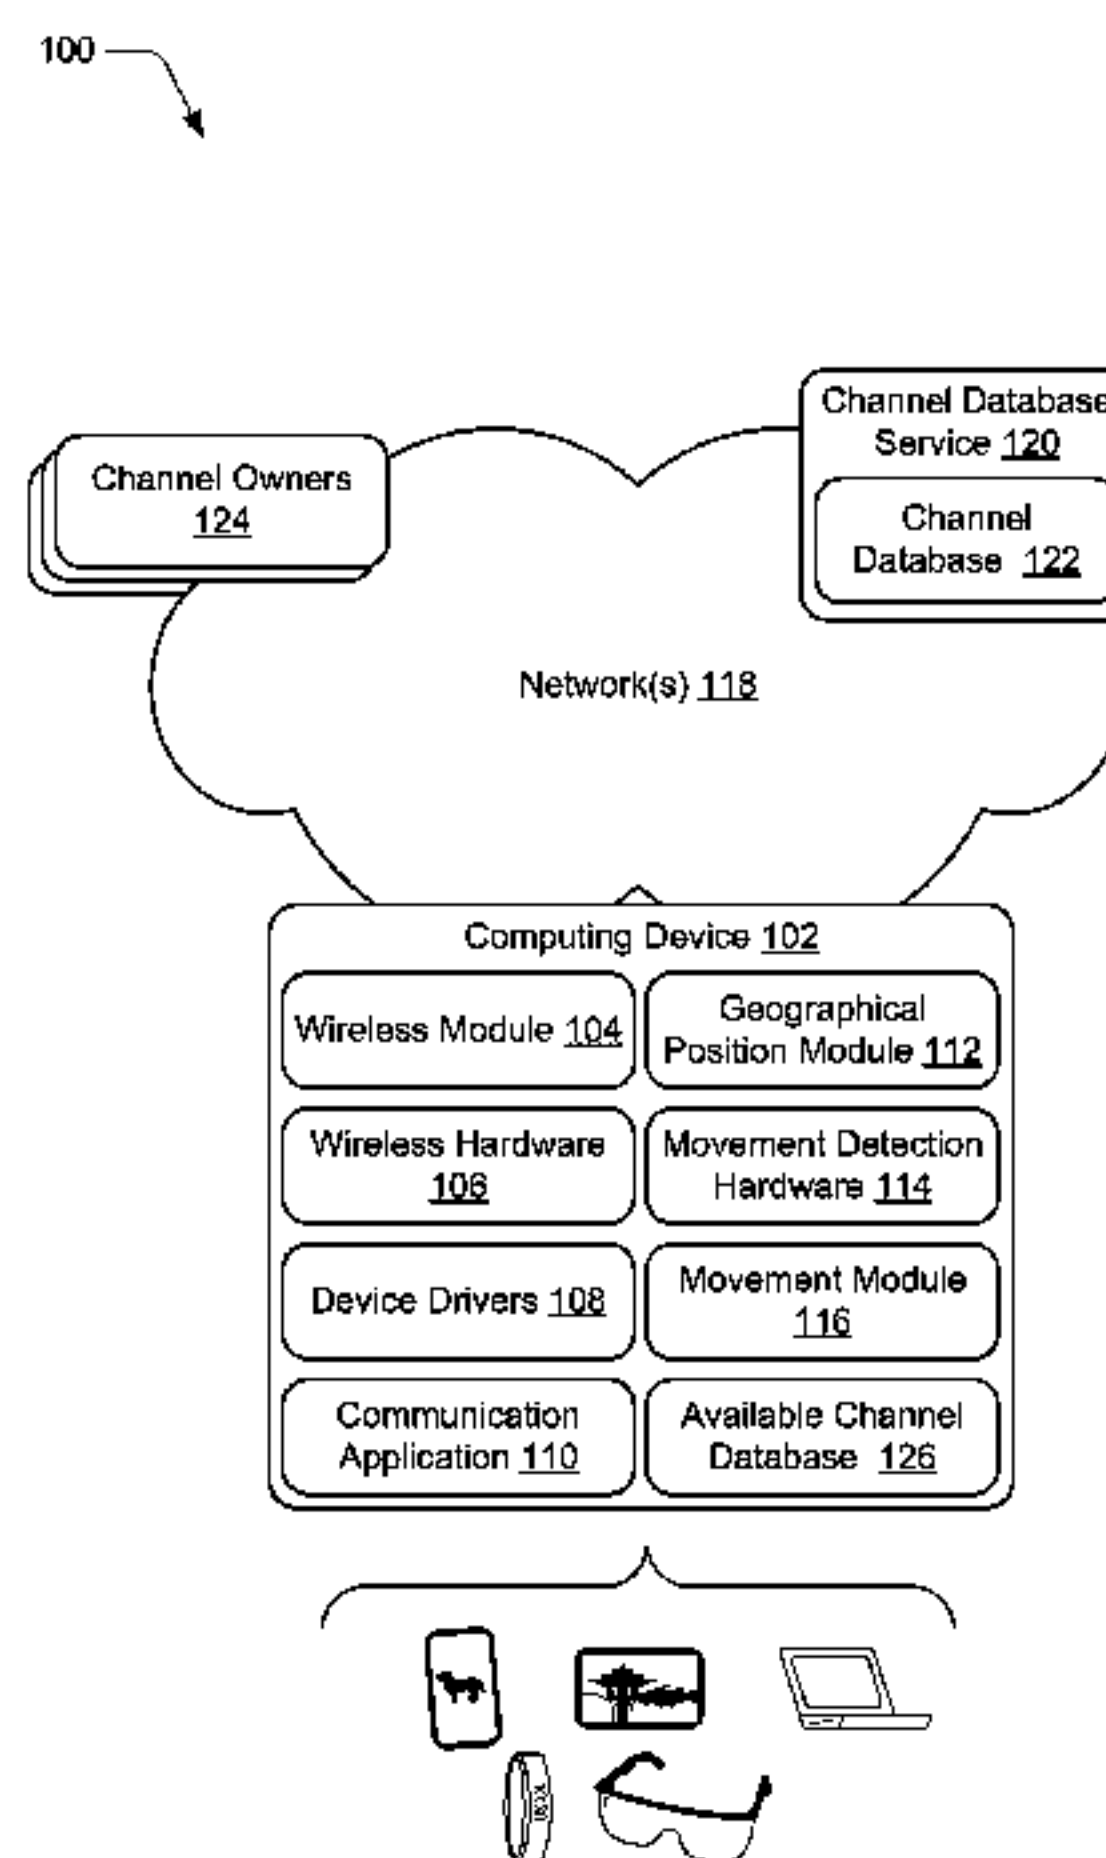 100
Channel Database
Service 120
Channel Owners
124
Channel
Database 122
Network(s) 118
Computing Device 102
Wireless Module 104
Geographical
Position Module 112
Wireless Hardware
106
Movement Detection
Hardware 114
Device Drivers 108
Movement Module
116
Communication
Application 110
Available Channel
Database 126